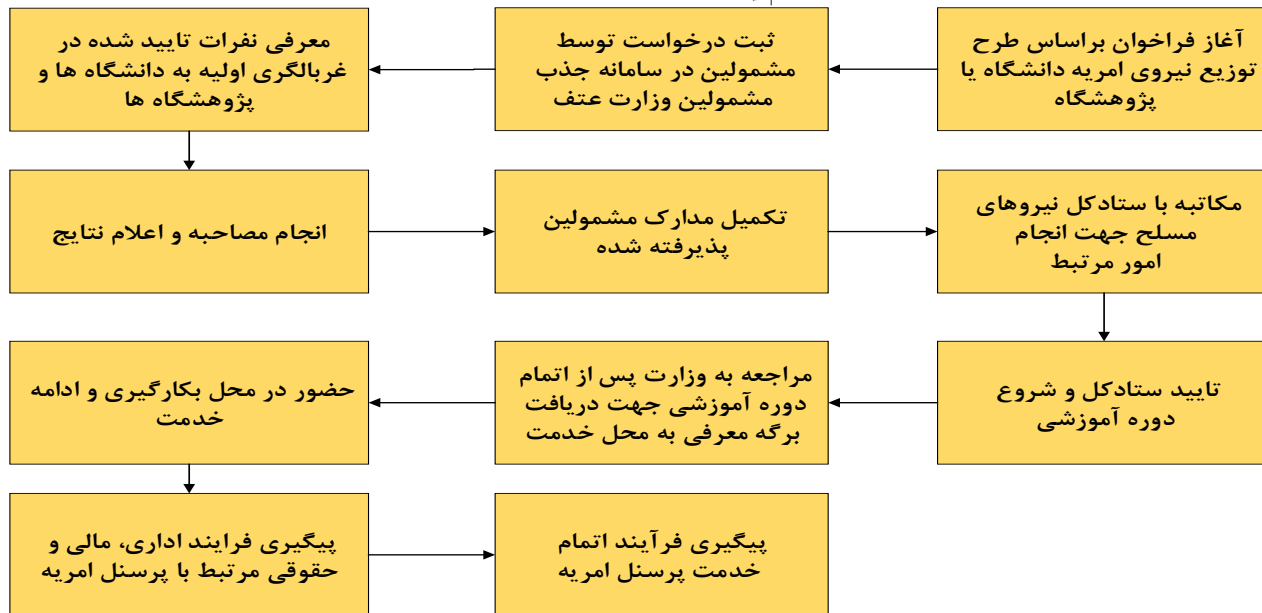 آغاز فراخوان براساس طرح
توزیع نیروی امریه دانشگاه یا
پژوهشگاه
ثبت درخواست توسط
مشمولین در سامانه جذب
مشمولین وزارت عتف
معرفی نفرات تایید شده در
غربالگری اولیه به دانشگاه ها و
پژوهشگاه ها
انجام مصاحبه و اعلام نتایج
تکمیل مدارک مشمولین
پذیرفته شده
مکاتبه با ستادکل نیروهای
مسلح جهت انجام
امور مرتبط
تایید ستادکل و شروع
دوره آموزشی
مراجعه به وزارت پس از اتمام
دوره آموزشی جهت دریافت
برگه معرفی به محل خدمت
حضور در محل بکارگیری و ادامه
خدمت
پیگیری فرایند اداری، مالی و
حقوقی مرتبط با پرسنل امریه
پیگیری فرآیند اتمام
خدمت پرسنل امریه